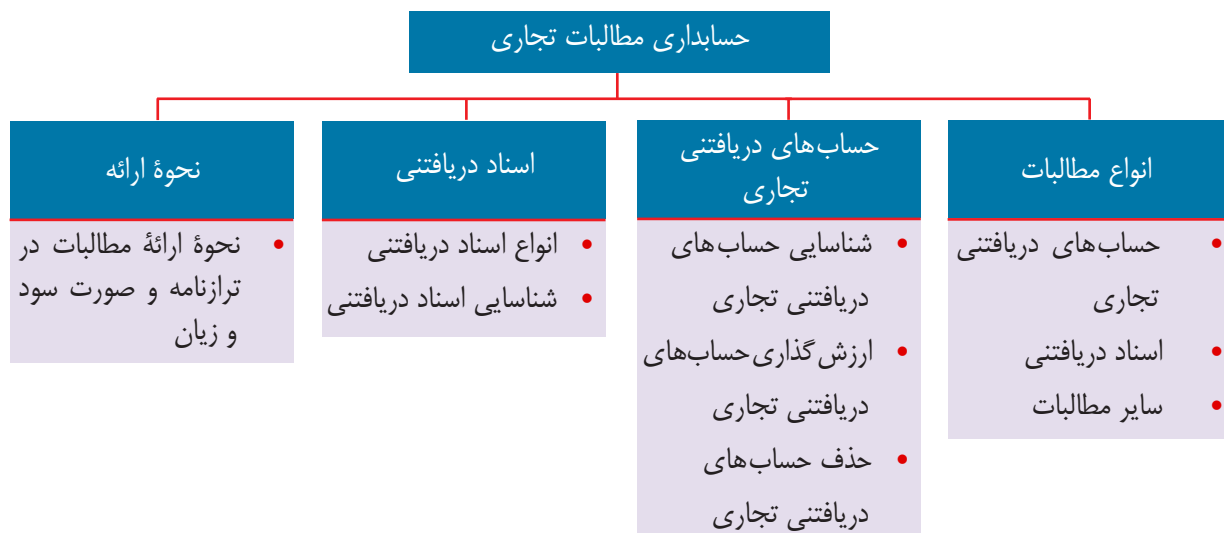 حسابداری مطالبات تجاری
انواع مطالبات
• حساب‌های دریافتنی
تجاری
• اسناد دریافتنی
• سایر مطالبات
حساب‌های دریافتنی
تجاری
• شناسایی حساب‌های
دریافتنی تجاری
• ارزش‌گذاری حساب‌های
دریافتنی تجاری
• حذف حساب‌های
دریافتنی تجاری
اسناد دریافتنی
• انواع اسناد دریافتنی
• شناسایی اسناد دریافتنی
نحوهٔ ارائه
• نحوهٔ ارائهٔ مطالبات در
ترازنامه و صورت سود
و زیان